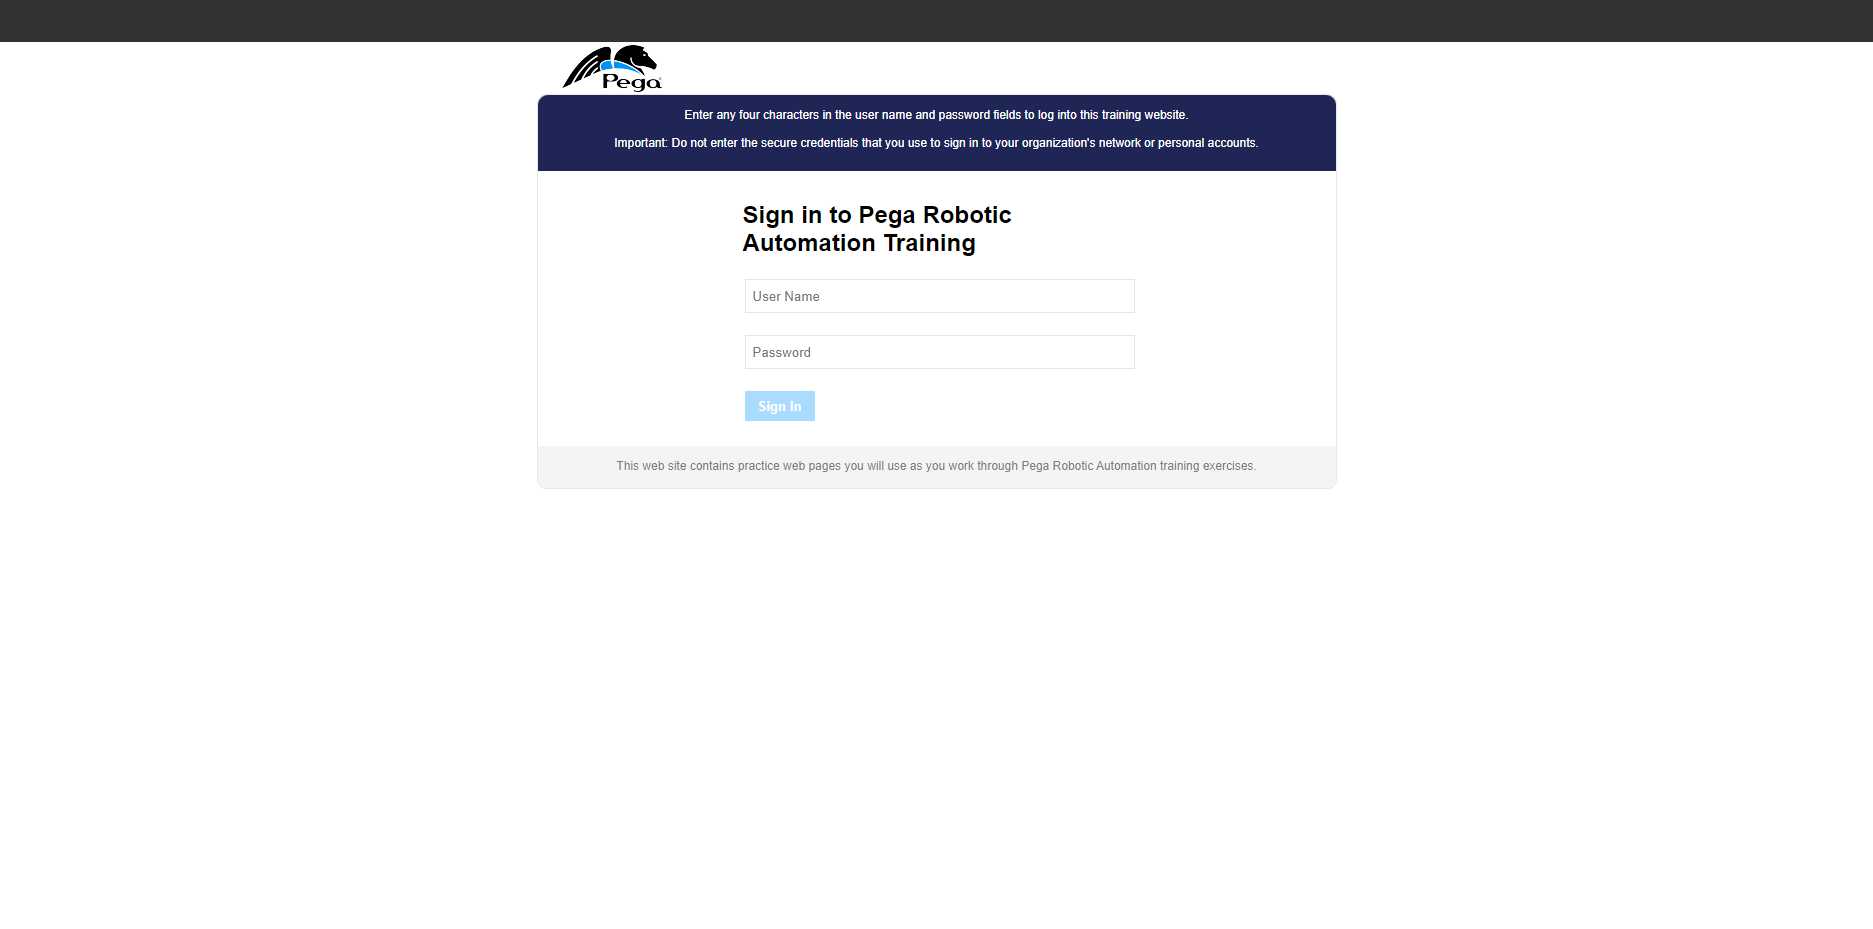 Pega
Enter any four characters in the user name and password fields to log into this training website.
Important: Do not enter the secure credentials that you use to sign in to your organization's network or personal accounts.
Sign in to Pega Robotic
Automation Training
User Name
Password
Sign In
This web site contains practice web pages you will use as you work through Pega Robotic Automation training exercises.